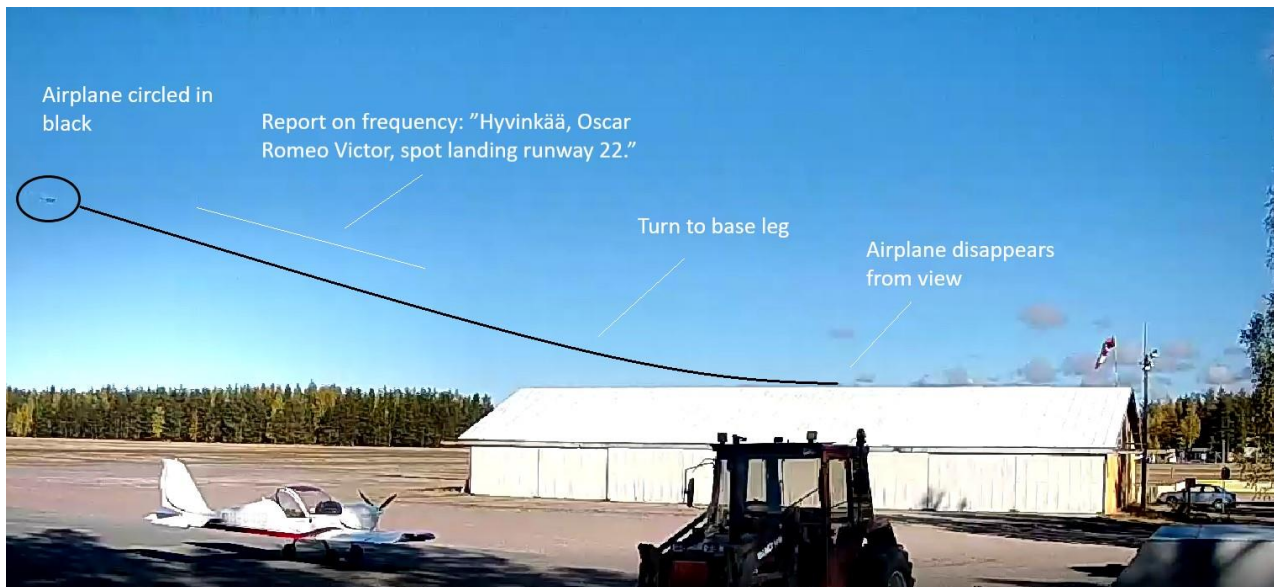 Airplane circled in
black
Report on frequency: ”Hyvinkää, Oscar
Romeo Victor, spot landing runway 22.”
Turn to base leg
Airplane disappears
from view